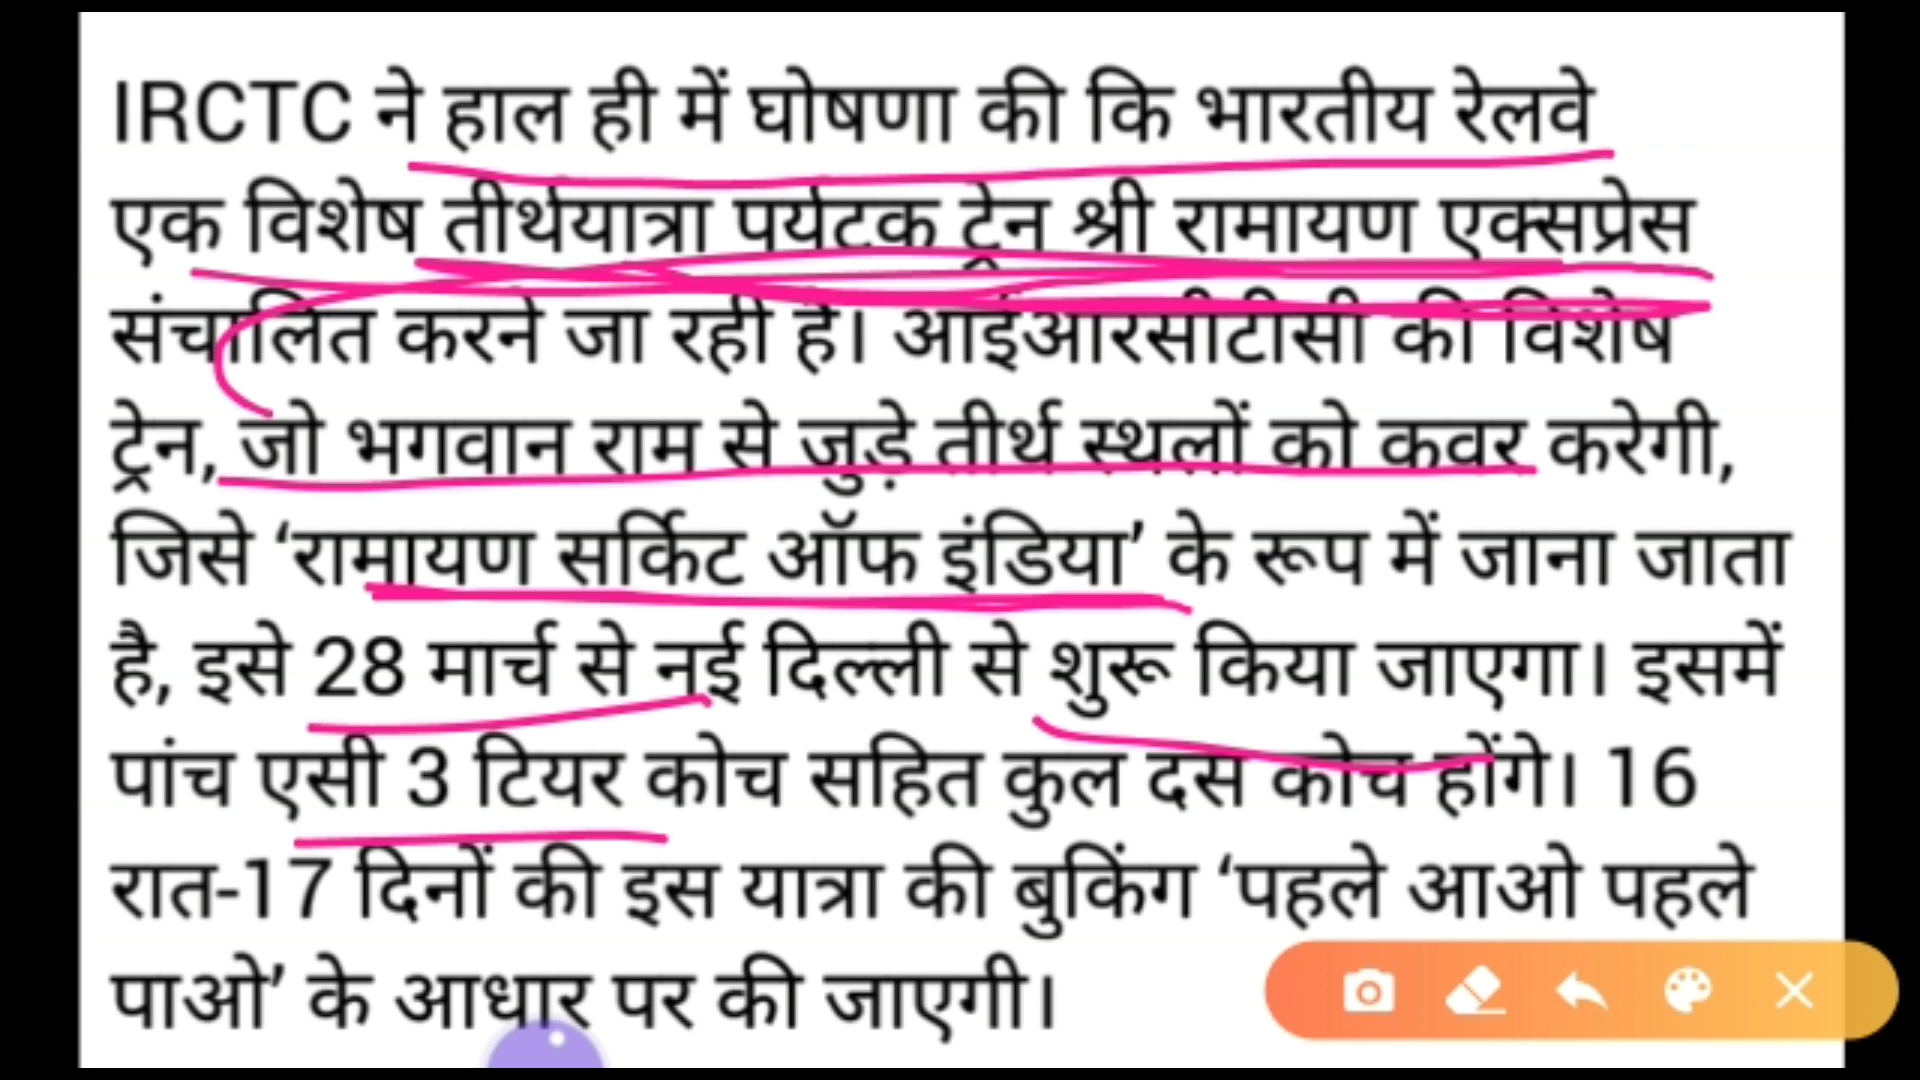 IRCTC ने हाल ही में घोषणा की कि भारतीय रेलवे
एक विशेष तीर्थयात्रा पर्यटक ट्रेन श्री रामायण एक्सप्रेस
संचालित करने जा रही है। आईआरसीटीसी की विशेष
ट्रेन, जो भगवान राम से जुड़े तीर्थ स्थलों को कवर करेगी,
जिसे ‘रामायण सर्किट ऑफ इंडिया’ के रूप में जाना जाता
है, इसे 28 मार्च से नई दिल्ली से शुरू किया जाएगा। इसमें
पांच एसी 3 टियर कोच सहित कुल दस कोच होंगे। 16
रात-17 दिनों की इस यात्रा की बुकिंग ‘पहले आओ पहले
पाओ’ के आधार पर की जाएगी।